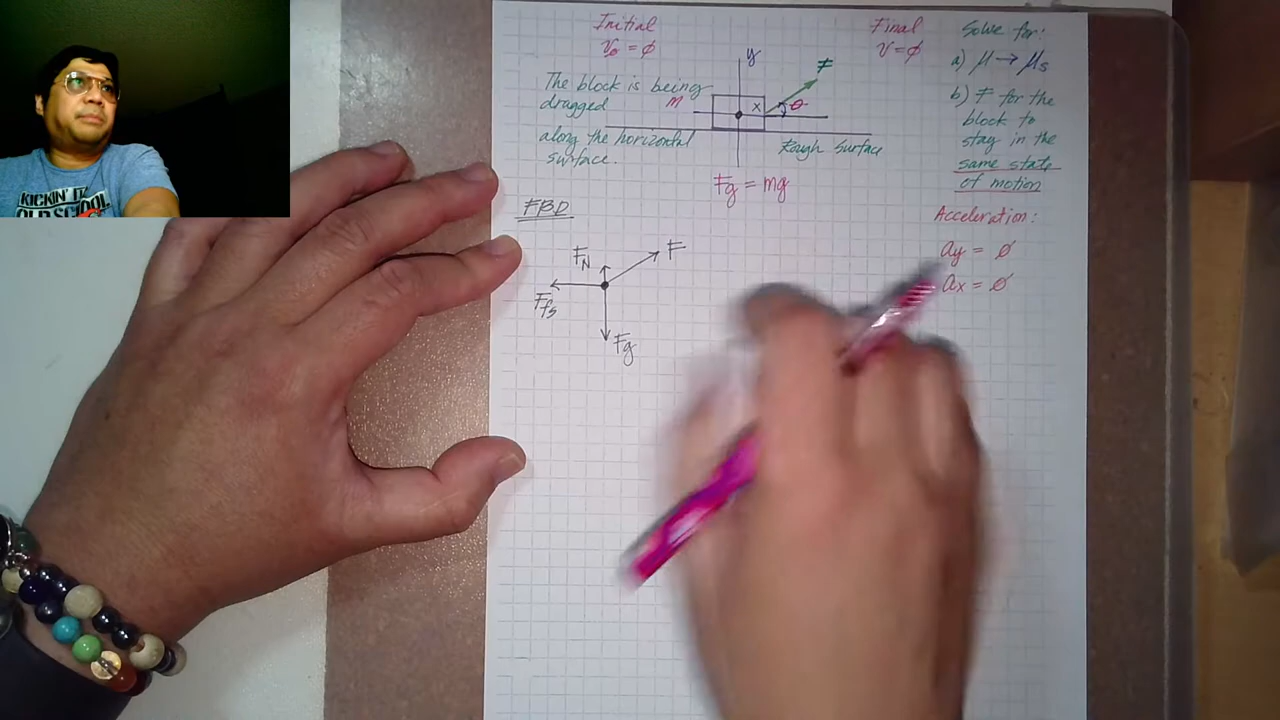 KICKIN' IT
OLD SCHOOL
Initial
v₀ = ø
Final
v = ø
The block is being
dragged
along the horizontal
surface.
m
y
x
F
θ
Rough Surface
Fg = mg
Solve for:
a) μ → μs
b) F for the
block to
stay in the
same state
of motion
Acceleration:
ay = ø
ax = ø
FBD
FN
F
Ffs
Fg